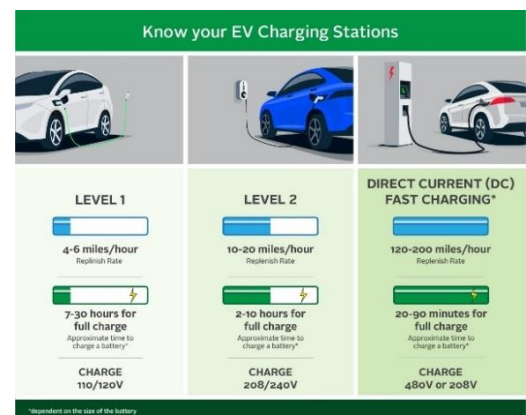 Know your EV Charging Stations
LEVEL 1
4-6 miles/hour
Replinish Rate
7-30 hours for
full charge
Approximate time to
charge a battery*
CHARGE
110/120V
LEVEL 2
10-20 miles/hour
Replenish Rate
2-10 hours for
full charge
Approximate time to
charge a battery*
CHARGE
208/240V
DIRECT CURRENT (DC)
FAST CHARGING*
120-200 miles/hour
Replenish Rate
20-90 minutes for
full charge
Approximate time to
charge a battery*
CHARGE
480V or 208V
*dependent on the size of the battery